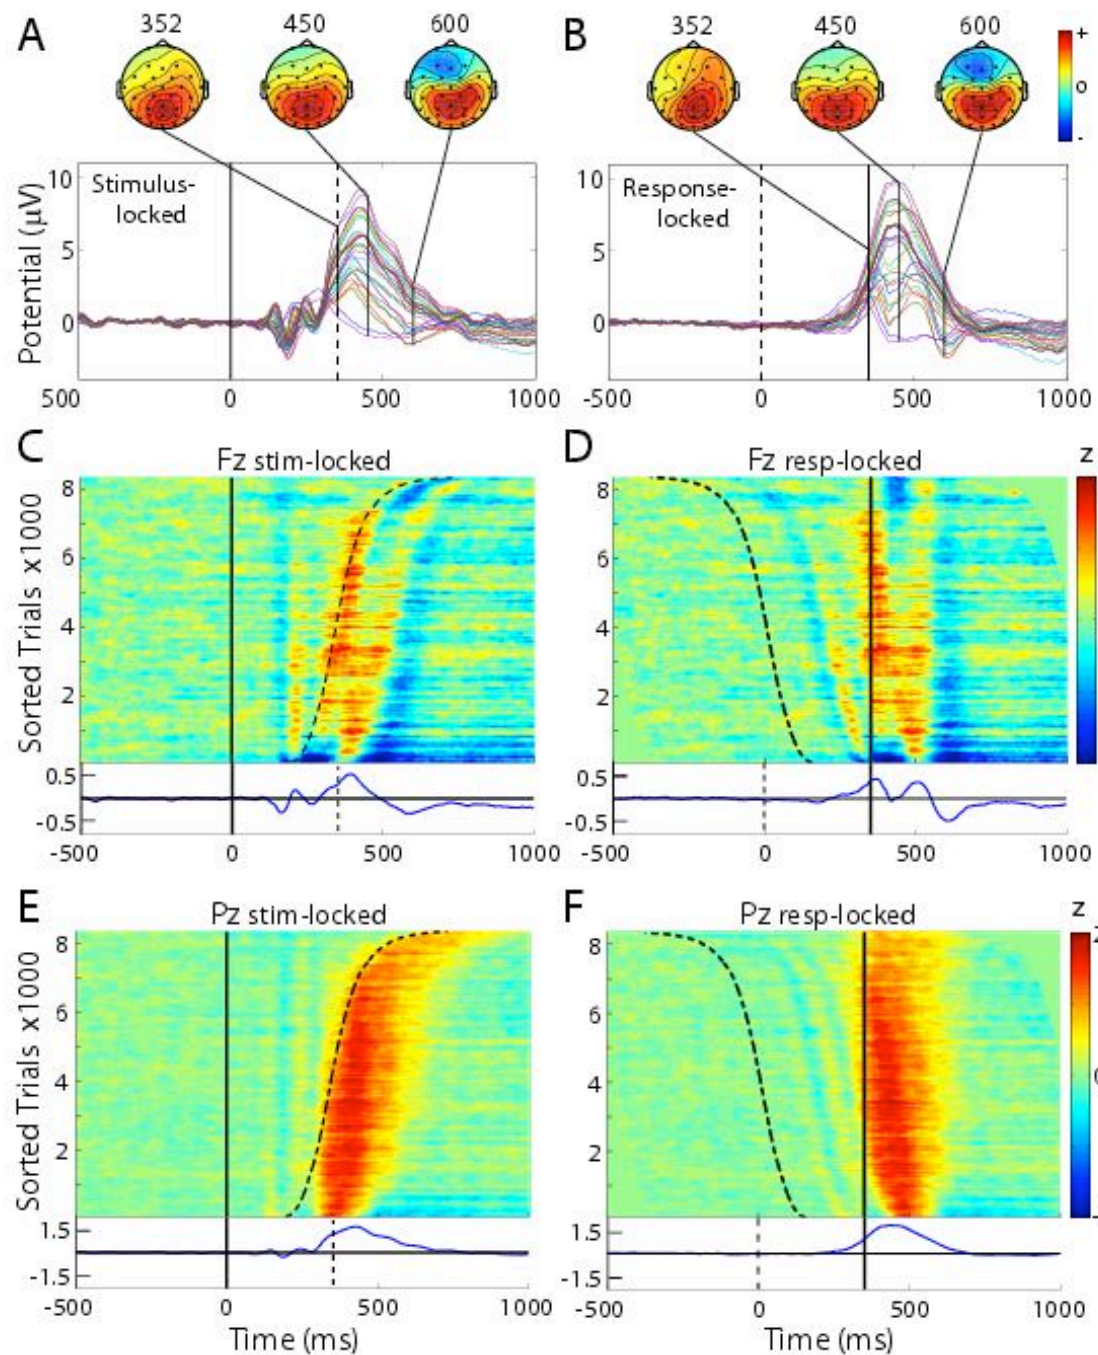 A 352 450 600 B 352 450 600 +
0
-
10 Stimulus-locked 10 Response-locked
Potential (μV)
5 5
0 0
500 0 500 1000 -500 0 500 1000
C Fz stim-locked D Fz resp-locked z
Sorted Trials x1000
8 8
6 6
4 4
2 2
0.5 0.5
-0.5 -0.5
-500 0 500 1000 -500 0 500 1000
E Pz stim-locked F Pz resp-locked z
Sorted Trials x1000
8 8 2
6 6
4 4 0
2 2
-
1.5 1.5
-1.5 -1.5
-500 0 500 1000 -500 0 500 1000
Time (ms) Time (ms)